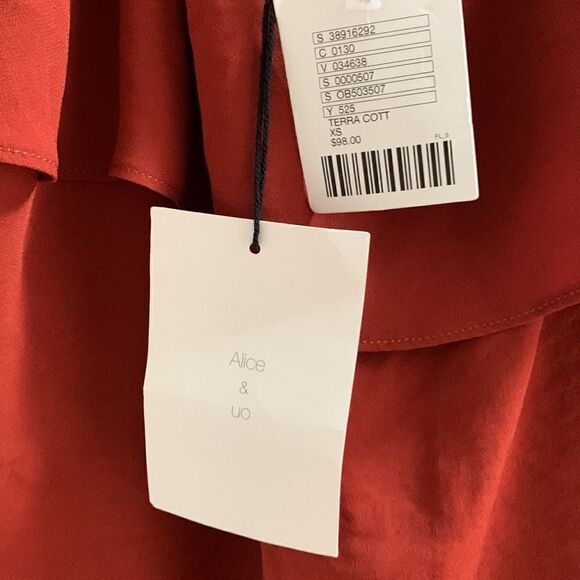 S 38916292
C 0130
V 034638
S 0000507
S OB503507
Y 525
TERRA COTT
XS
$98.00
FL_5
Alice
&
uo